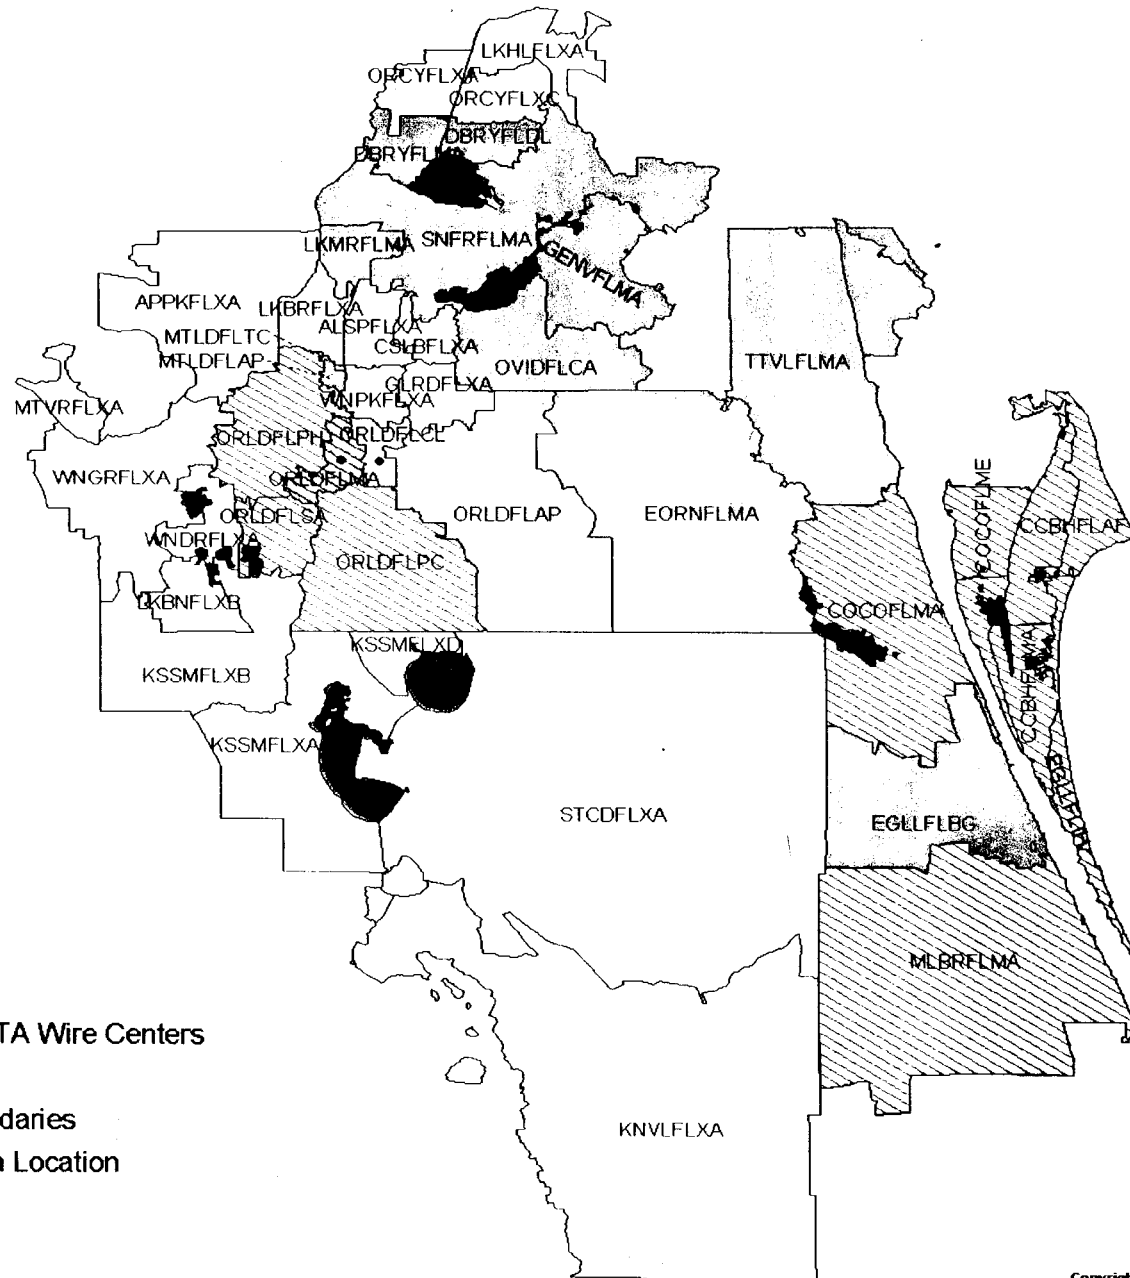 LKHLFLXA
ORCYFLXA
ORCYFLXC
DBRYFLDL
DBRYFLMA
LKMRFLMA
SNFRFLMA
GENVFLMA
APPKFLXA
LKBRFLXA
ALSPFLXA
MTLDFLTC
CSLBFLXA
MTLDFLAP
OVIDFLCA
TTVLFLMA
GLRDFLXA
WNPKFLXA
MTVRFLXA
ORLDFLPH
ORLDFLCL
WNGRFLXA
ORLDFLMA
COCOFLME
ORLDFLSA
ORLDFLAP
EORNFLMA
CCBHFLAF
WNDRFLXA
ORLDFLPC
LKBNFLXB
COCOFLMA
KSSMFLXD
KSSMFLXB
CCBHFLMA
KSSMFLXA
STCDFLXA
EGLLFLBG
MLBRFLMA
TA Wire Centers
daries
a Location
KNVLFLXA